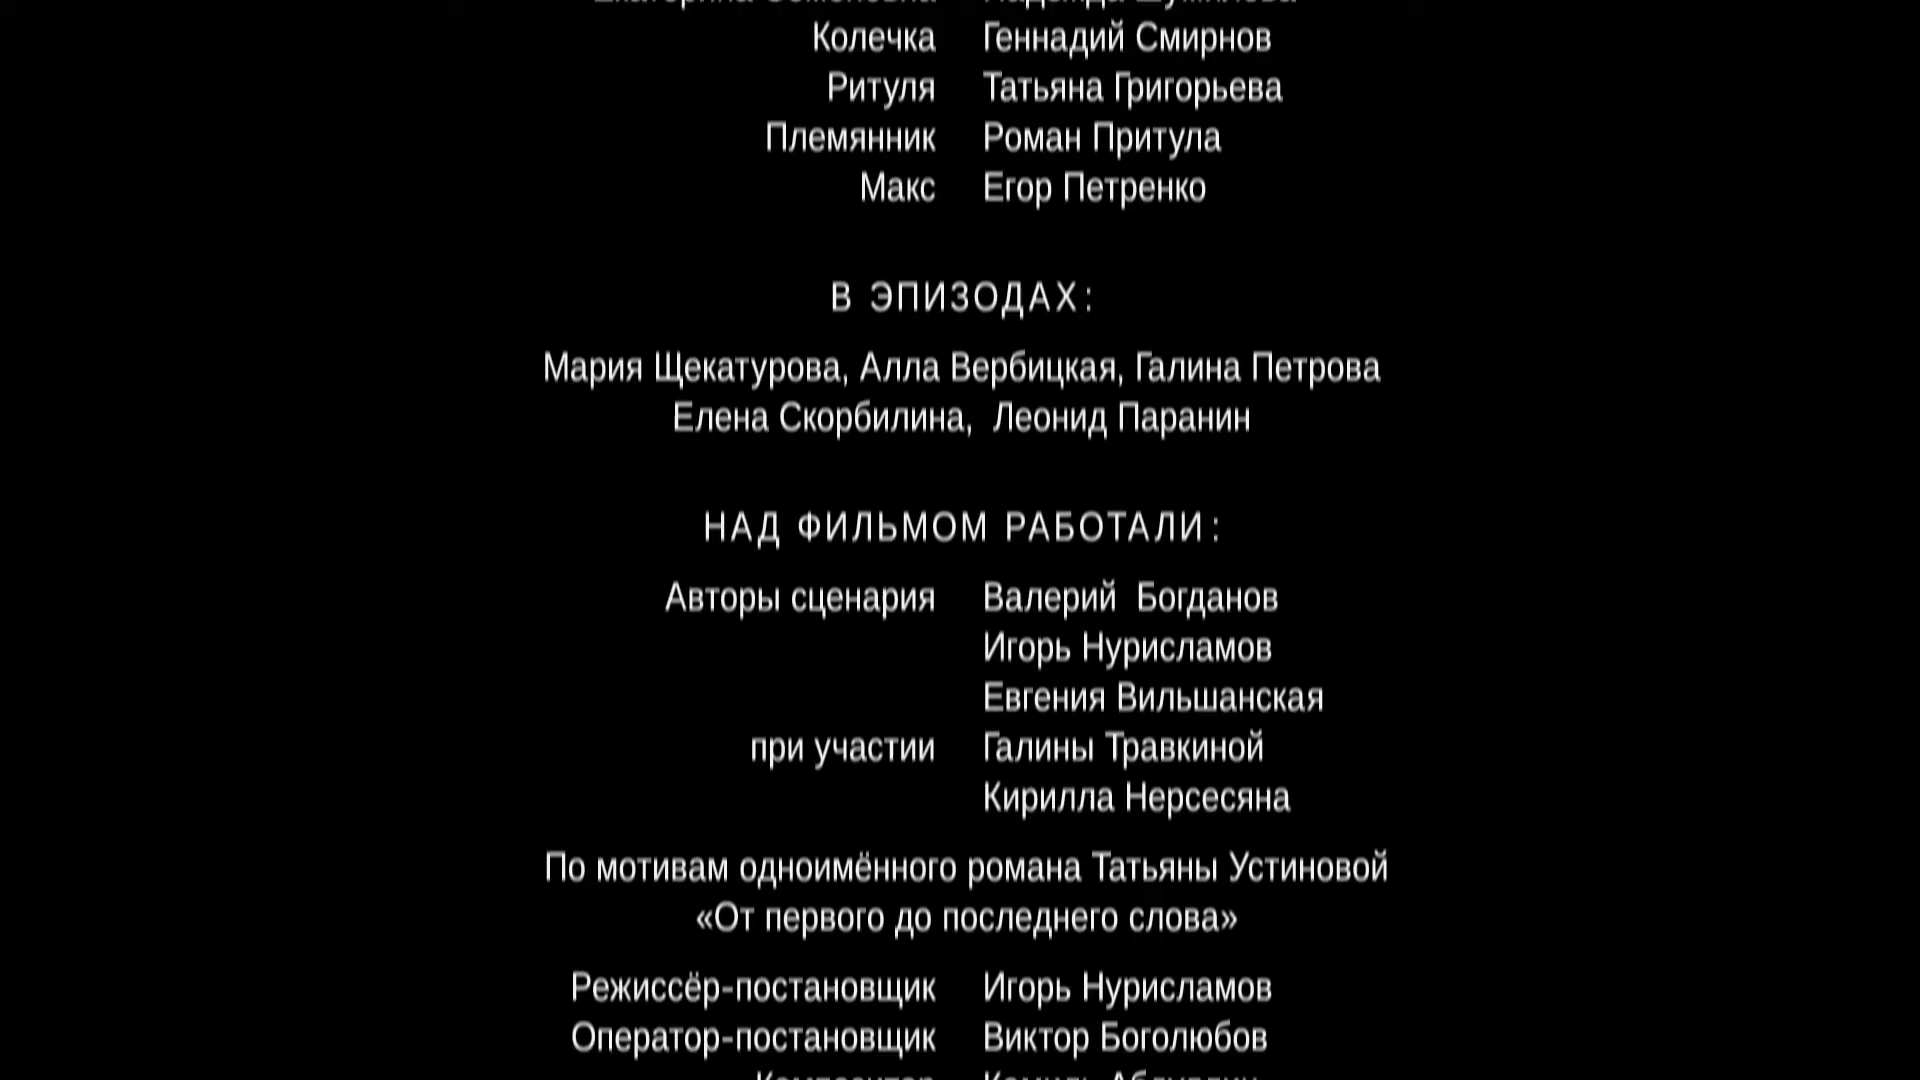 Колечка Геннадий Смирнов
Ритуля Татьяна Григорьева
Племянник Роман Притула
Макс Егор Петренко
В ЭПИЗОДАХ:
Мария Щекатурова, Алла Вербицкая, Галина Петрова
Елена Скорбилина, Леонид Паранин
НАД ФИЛЬМОМ РАБОТАЛИ:
Авторы сценария Валерий Богданов
Игорь Нурисламов
Евгения Вильшанская
при участии Галины Травкиной
Кирилла Нерсесяна
По мотивам одноимённого романа Татьяны Устиновой
«От первого до последнего слова»
Режиссёр-постановщик Игорь Нурисламов
Оператор-постановщик Виктор Боголюбов